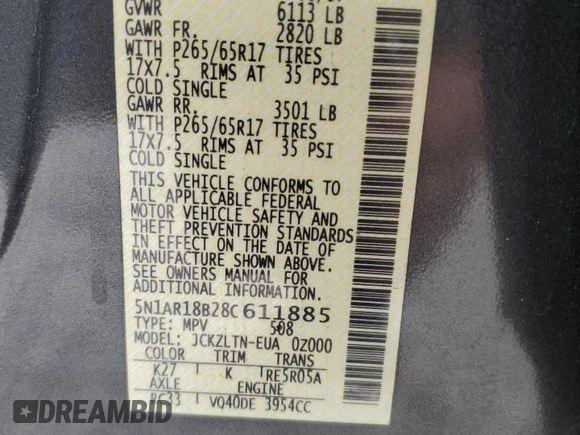 GVWR 6113 LB
GAWR FR. 2820 LB
WITH P265/65R17 TIRES
17X7.5 RIMS AT 35 PSI
COLD SINGLE
GAWR RR. 3501 LB
WITH P265/65R17 TIRES
17X7.5 RIMS AT 35 PSI
COLD SINGLE
THIS VEHICLE CONFORMS TO
ALL APPLICABLE FEDERAL
MOTOR VEHICLE SAFETY AND
THEFT PREVENTION STANDARDS
IN EFFECT ON THE DATE OF
MANUFACTURE SHOWN ABOVE.
SEE OWNERS MANUAL FOR
ADDITIONAL INFORMATION
5N1AR18B28C611885
TYPE: MPV 508
MODEL: JCKZLTN-EUA 0Z000
COLOR TRIM TRANS
K27 K RE5R05A
AXLE ENGINE
VQ40DE 3954CC
DREAMBID